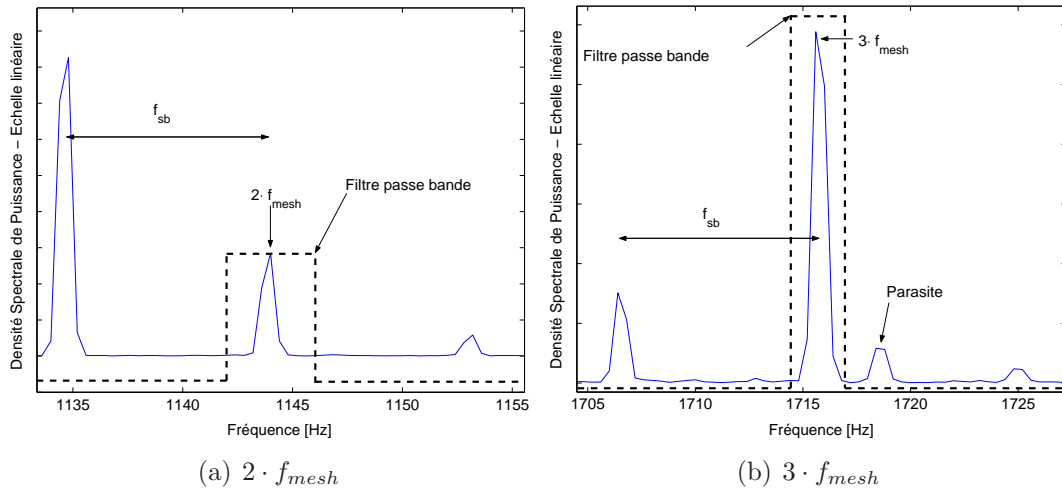 Densité Spectrale de Puissance – Echelle linéaire
f_sb
2· f_mesh
Filtre passe bande
1135 1140 1145 1150 1155
Fréquence [Hz]
(a) 2 · f_mesh
Densité Spectrale de Puissance – Echelle linéaire
Filtre passe bande
3· f_mesh
f_sb
Parasite
1705 1710 1715 1720 1725
Fréquence [Hz]
(b) 3 · f_mesh